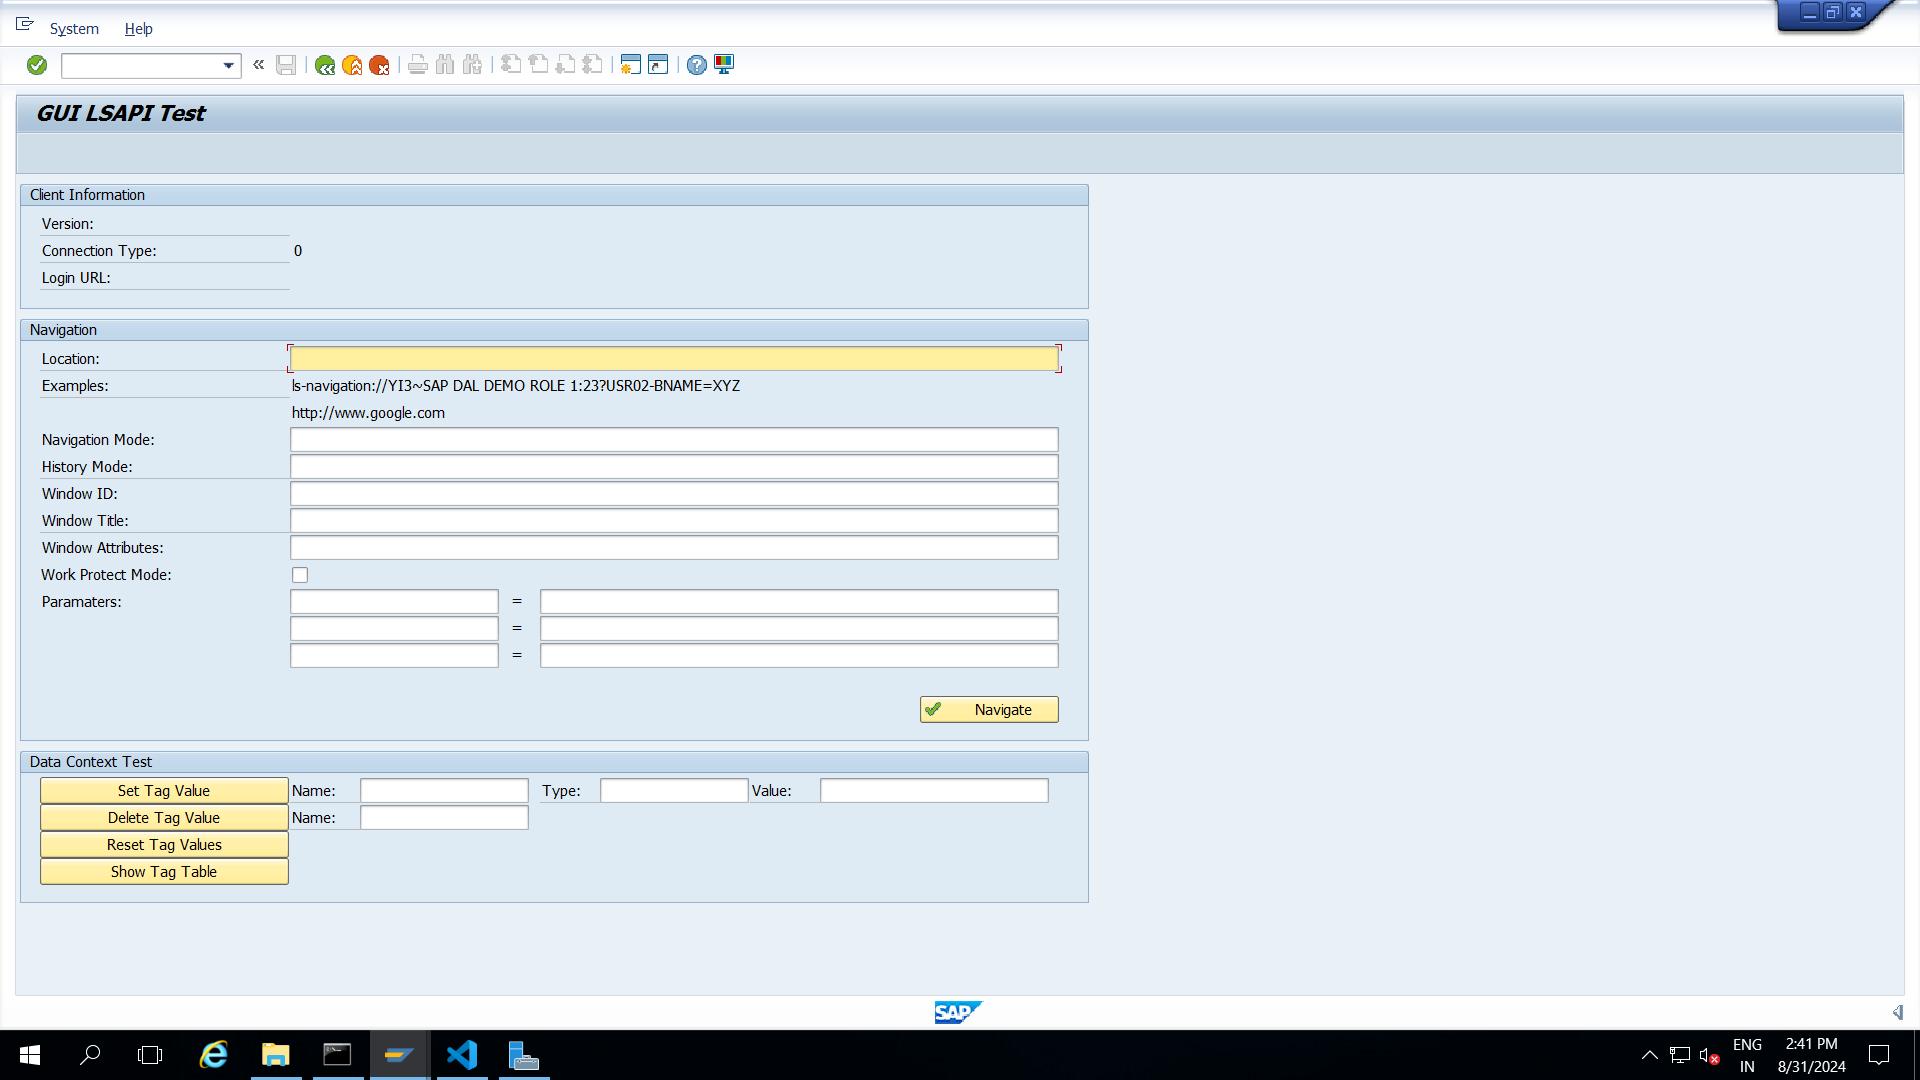 System Help
GUI LSAPI Test
Client Information
Version:
Connection Type: 0
Login URL:
Navigation
Location:
Examples: ls-navigation://YI3~SAP DAL DEMO ROLE 1:23?USR02-BNAME=XYZ
http://www.google.com
Navigation Mode:
History Mode:
Window ID:
Window Title:
Window Attributes:
Work Protect Mode:
Paramaters: =
=
=
Navigate
Data Context Test
Set Tag Value Name: Type: Value:
Delete Tag Value Name:
Reset Tag Values
Show Tag Table
SAP
ENG 2:41 PM
IN 8/31/2024